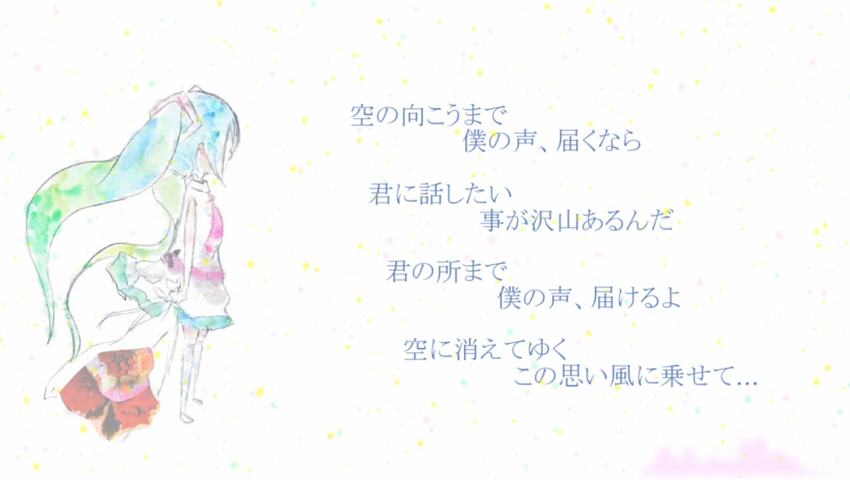 空の向こうまで
僕の声、届くなら
君に話したい
事が沢山あるんだ
君の所まで
僕の声、届けるよ
空に消えてゆく
この思い風に乗せて…